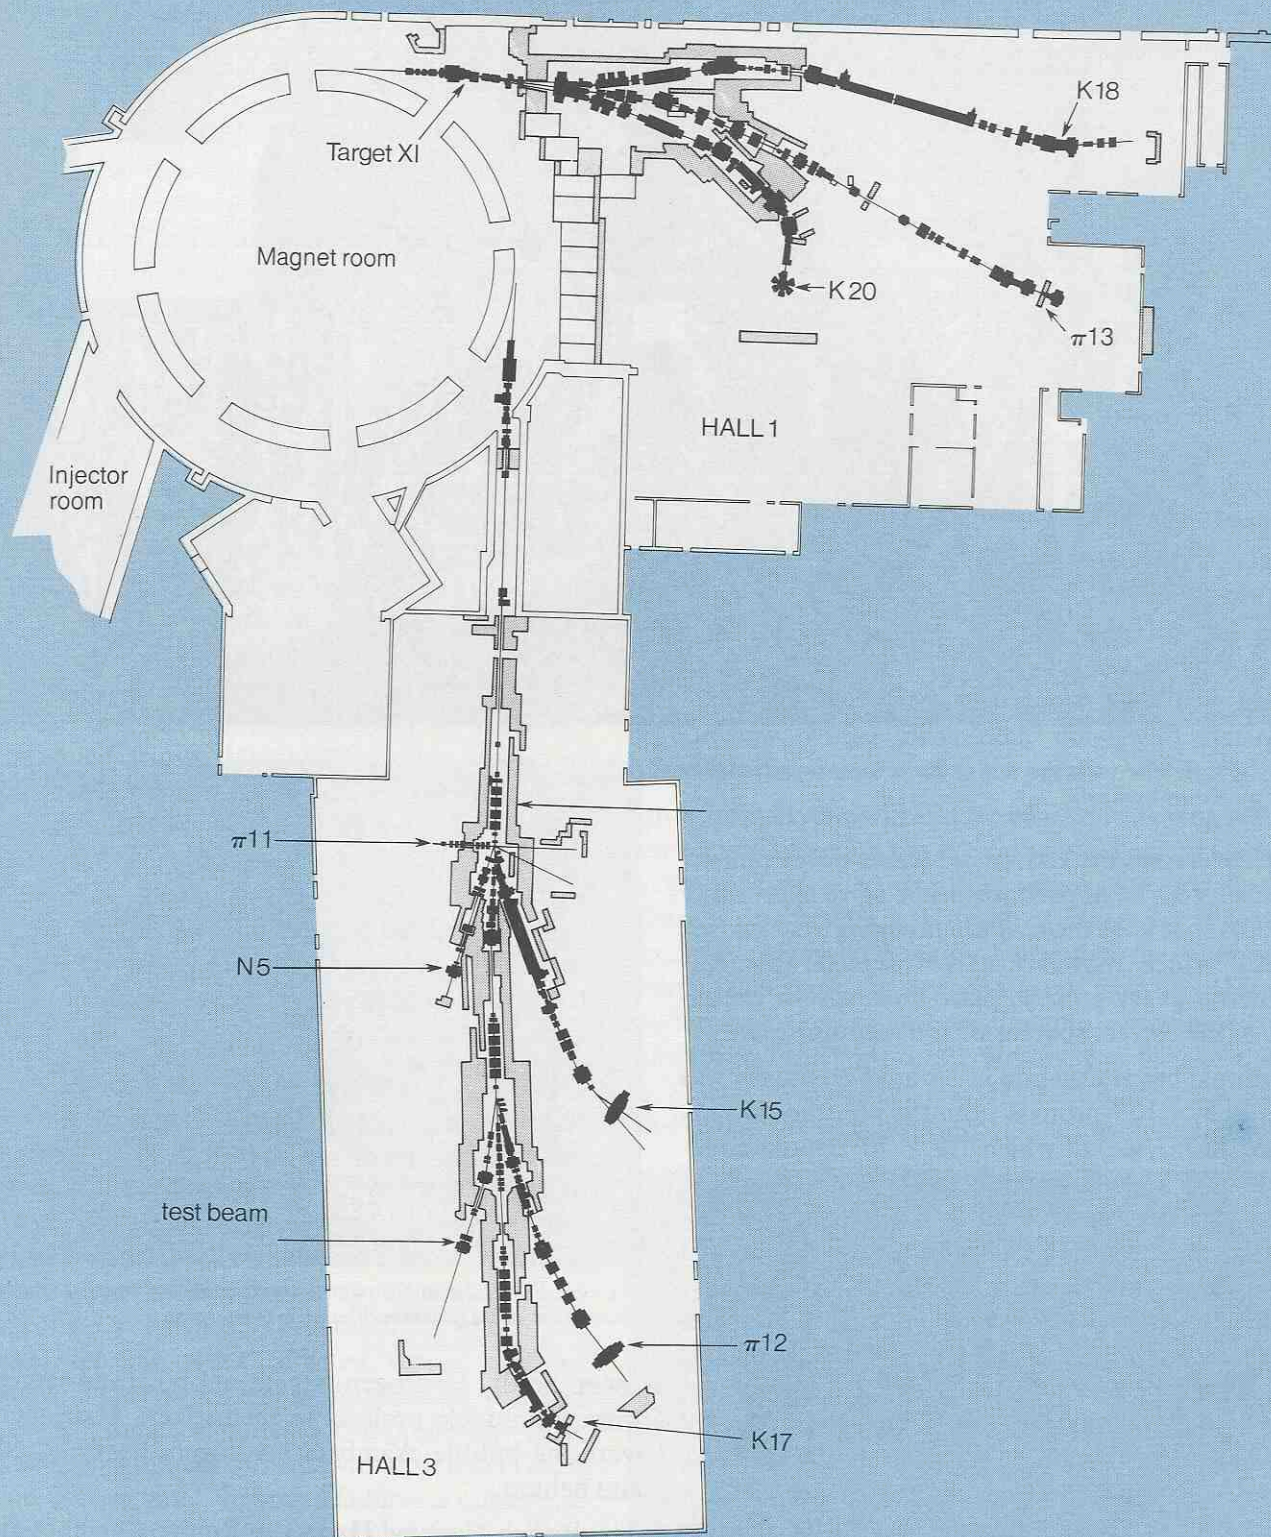 K18
Target XI
Magnet room
K20
π13
HALL 1
Injector
room
π11
N5
K15
test beam
π12
K17
HALL 3